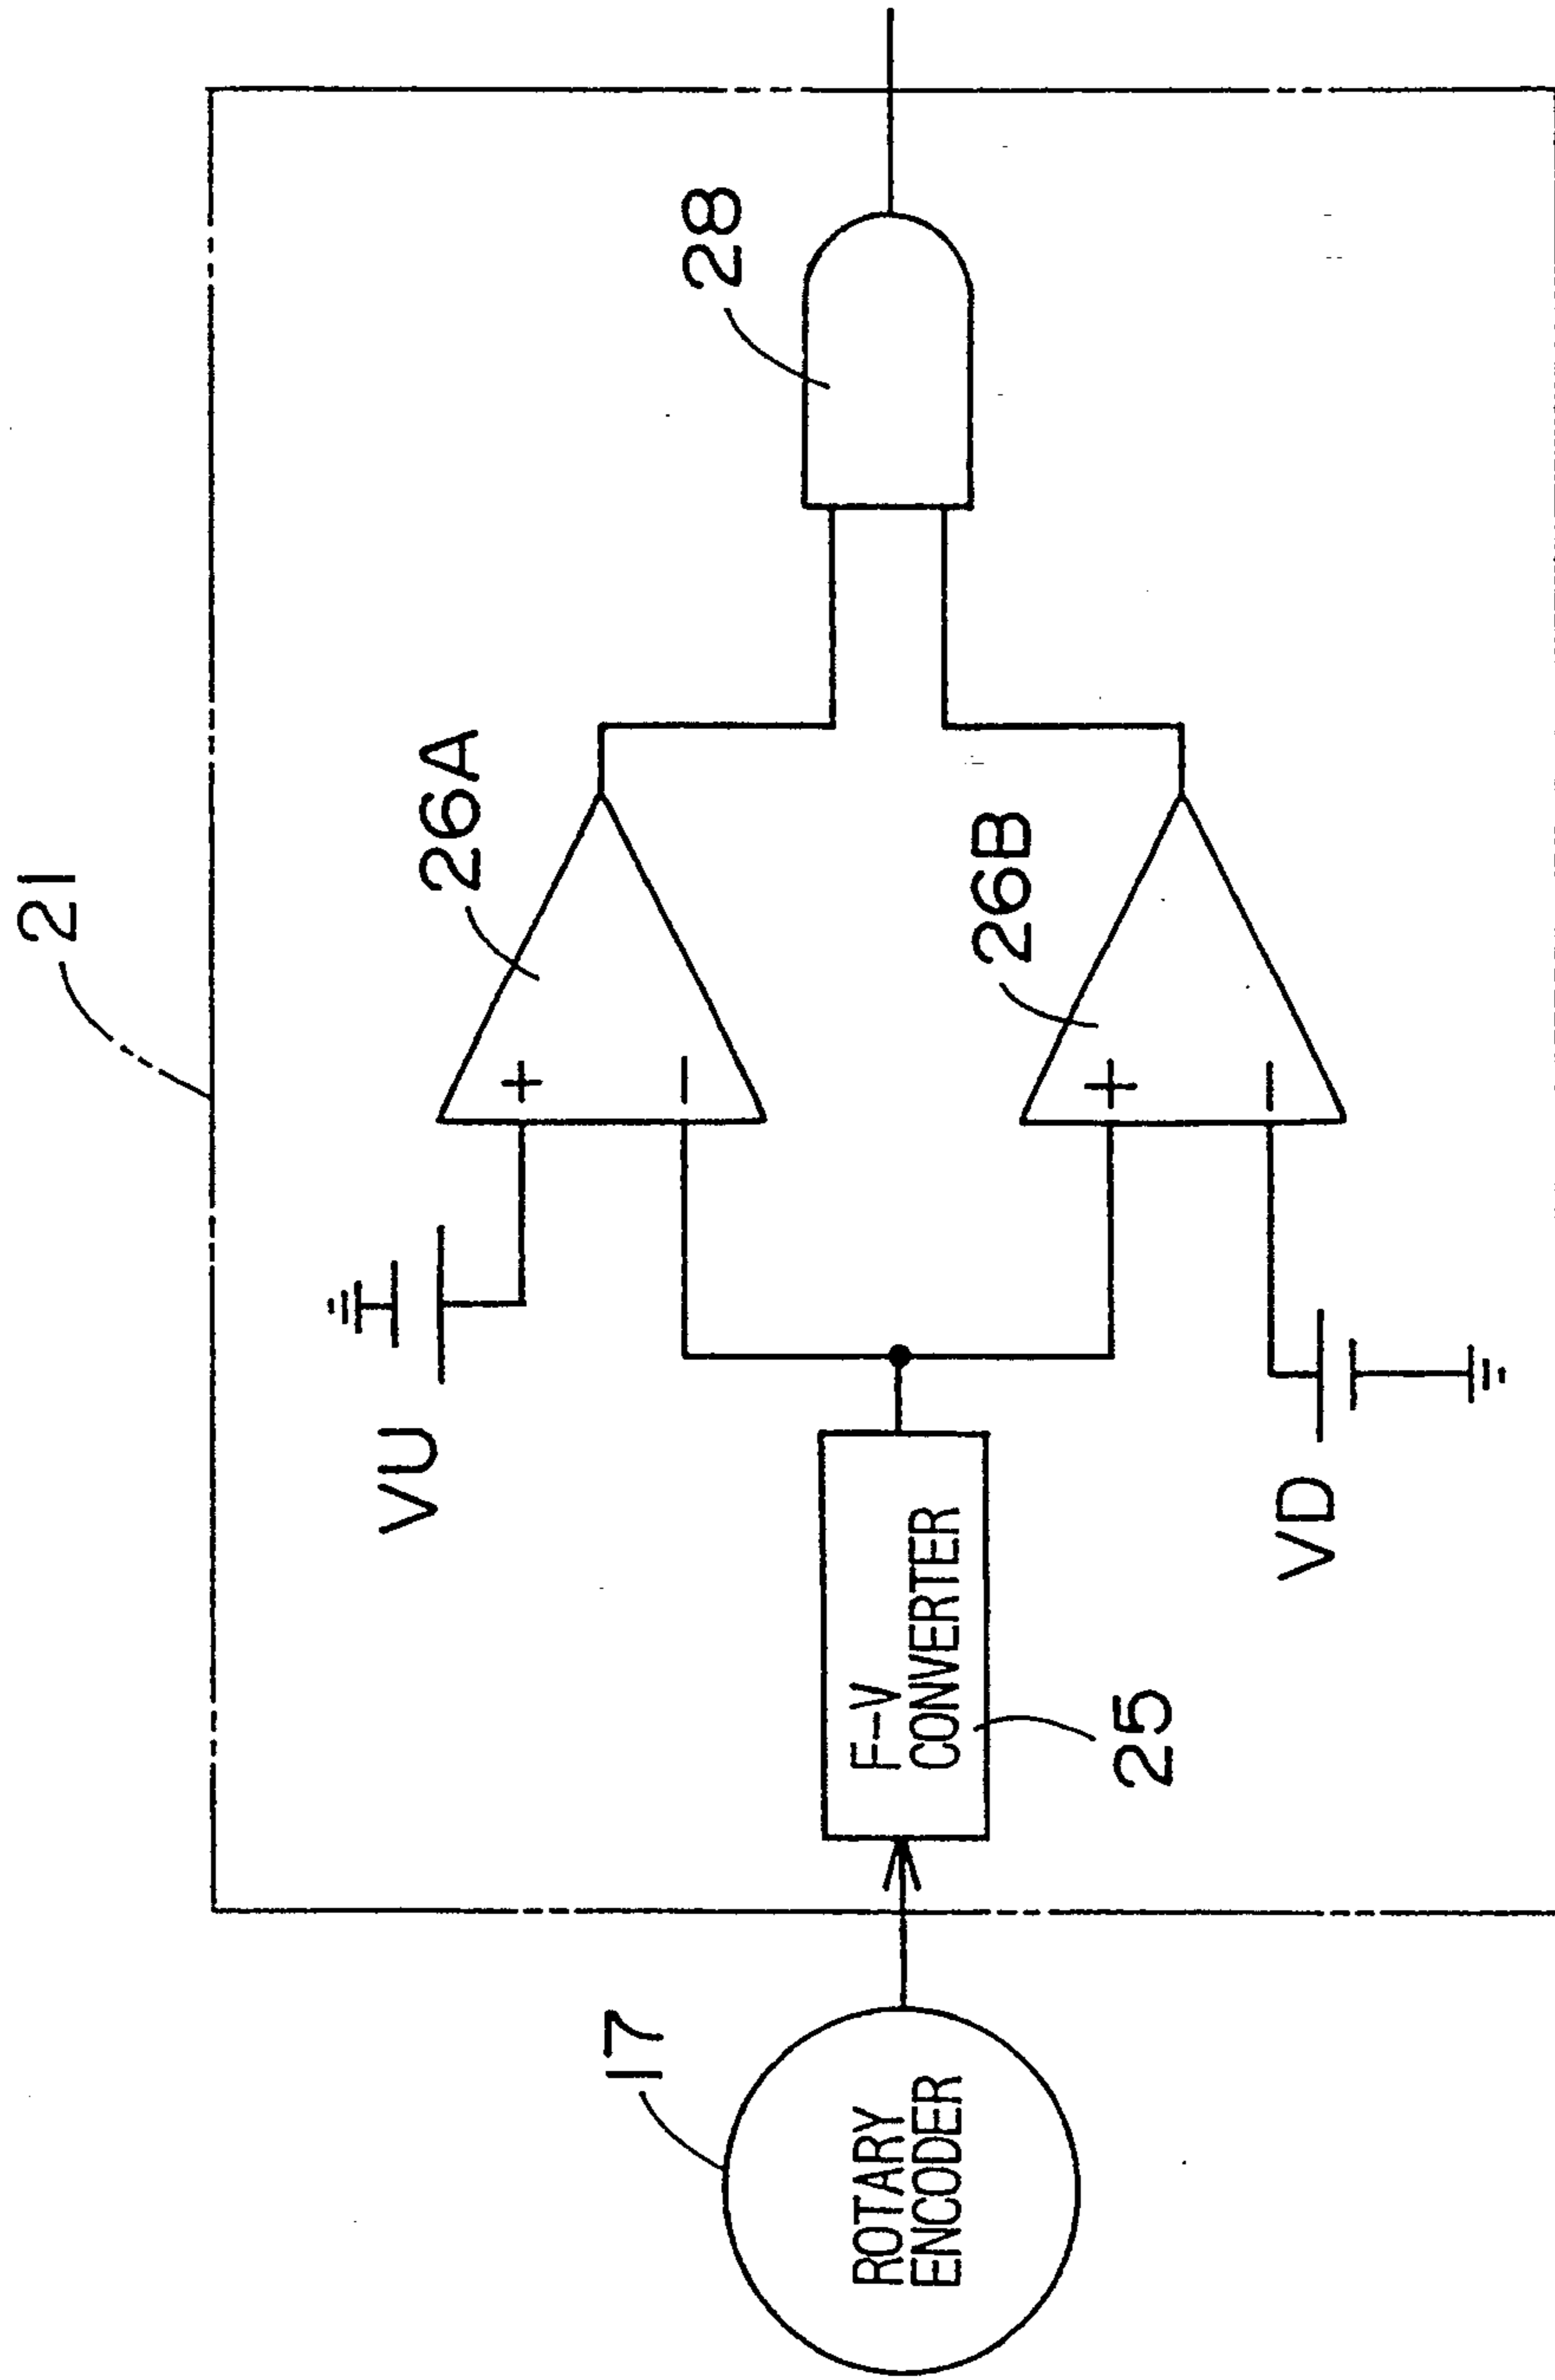 21
28
26A
+
−
26B
+
−
VU
F–V
CONVERTER
25
VD
17
ROTARY
ENCODER